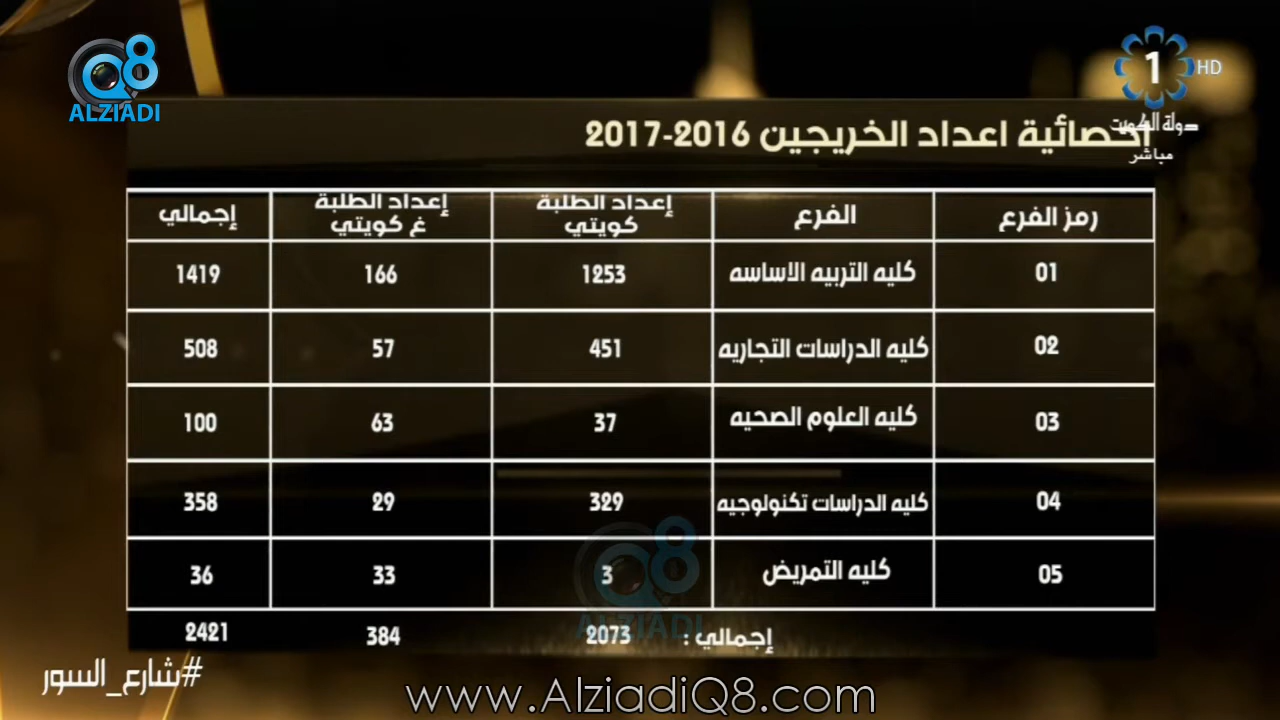 Q8
ALZIADI
1 HD
دولة الكويت
مباشر
إحصائية اعداد الخريجين 2016-2017
رمز الفرع الفرع إعداد الطلبة كويتي إعداد الطلبة غ كويتي إجمالي
01 كليه التربيه الاساسه 1253 166 1419
02 كليه الدراسات التجاريه 451 57 508
03 كليه العلوم الصحيه 37 63 100
04 كليه الدراسات تكنولوجيه 329 29 358
05 كليه التمريض 3 33 36
إجمالي : 2073 384 2421
Q8
ALZIADI
#شارع_السور
www.AlziadiQ8.com